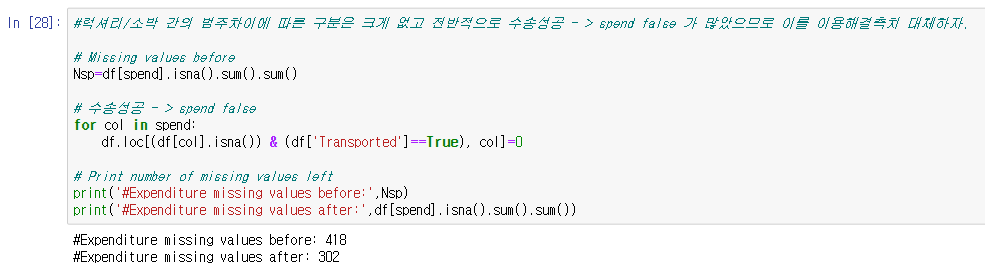 In [28]: #럭셔리/소박 간의 범주차이에 따른 구분은 크게 없고 전반적으로 수송성공 -> spend false 가 많았으므로 이를 이용해결측치 대체하자.
# Missing values before
Nsp=df[spend].isna().sum().sum()
# 수송성공 -> spend false
for col in spend:
    df.loc[(df[col].isna()) & (df['Transported']==True), col]=0
# Print number of missing values left
print('#Expenditure missing values before:',Nsp)
print('#Expenditure missing values after:',df[spend].isna().sum().sum())
#Expenditure missing values before: 418
#Expenditure missing values after: 302